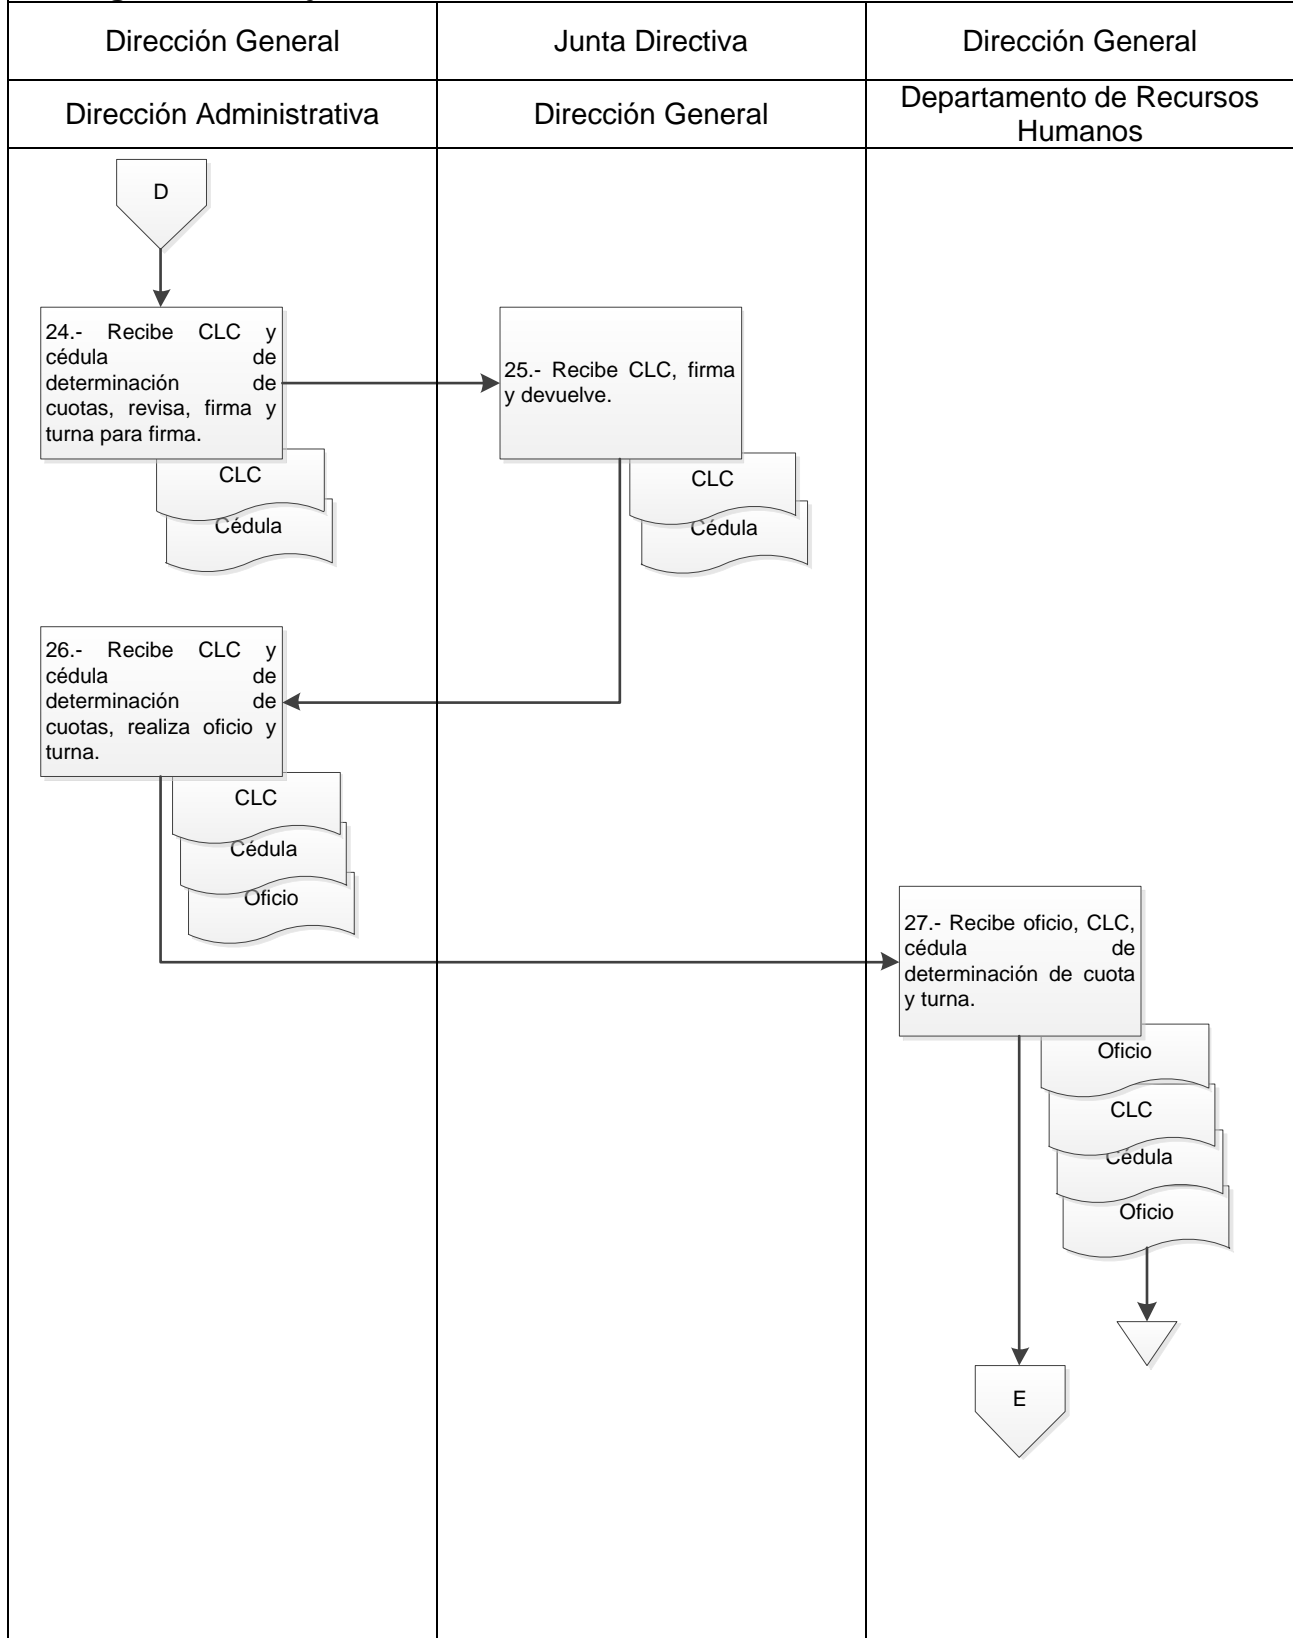 Dirección General
Junta Directiva
Dirección General
Dirección Administrativa
Dirección General
Departamento de Recursos
Humanos
D
24.- Recibe CLC y
cédula de
determinación de
cuotas, revisa, firma y
turna para firma.
CLC
Cédula
25.- Recibe CLC, firma
y devuelve.
CLC
Cédula
26.- Recibe CLC y
cédula de
determinación de
cuotas, realiza oficio y
turna.
CLC
Cédula
Oficio
27.- Recibe oficio, CLC,
cédula de
determinación de cuota
y turna.
Oficio
CLC
Cédula
Oficio
E